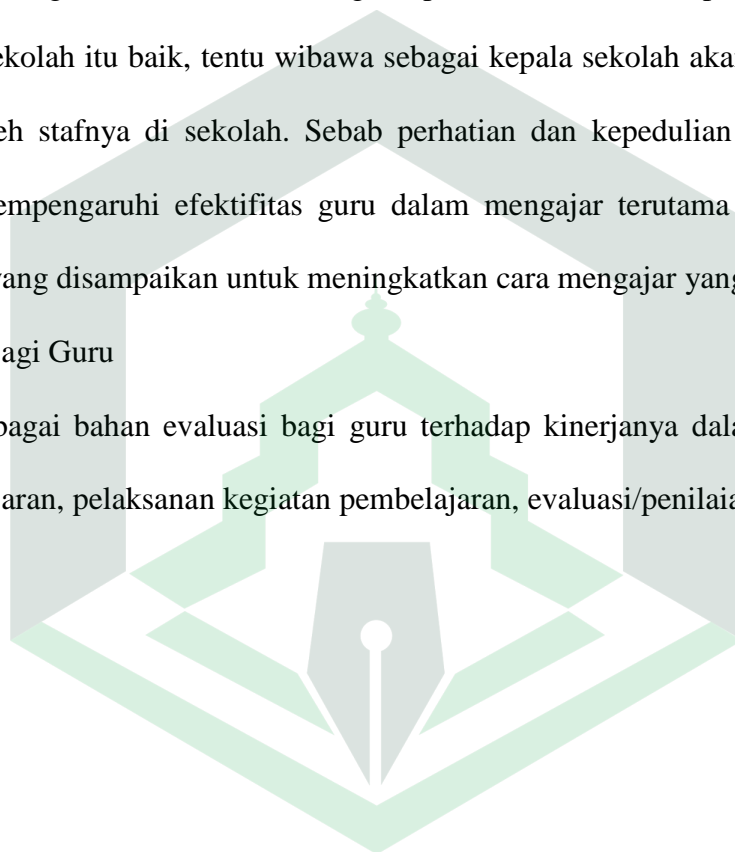 ekolah itu baik, tentu wibawa sebagai kepala sekolah aka
eh stafnya di sekolah. Sebab perhatian dan kepedulian
empengaruhi efektifitas guru dalam mengajar terutama
yang disampaikan untuk meningkatkan cara mengajar yang
agi Guru
bagai bahan evaluasi bagi guru terhadap kinerjanya dala
aran, pelaksanan kegiatan pembelajaran, evaluasi/penilaia